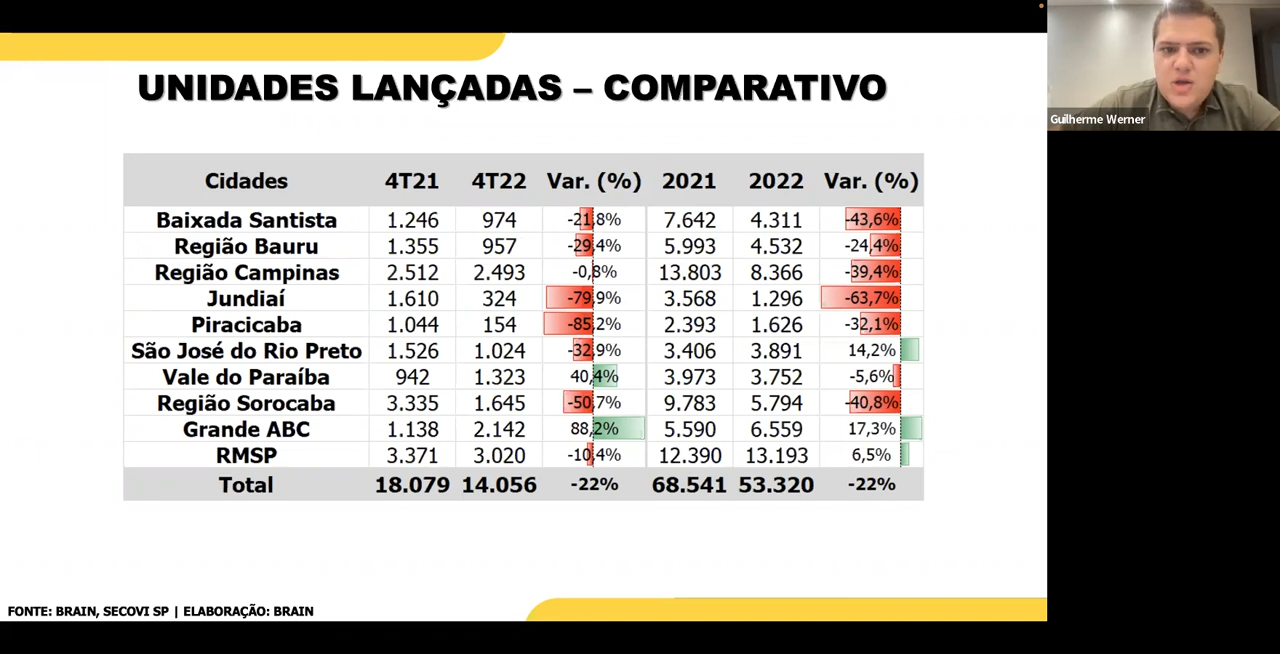 UNIDADES LANÇADAS – COMPARATIVO
Guilherme Werner
Cidades 4T21 4T22 Var. (%) 2021 2022 Var. (%)
Baixada Santista 1.246 974 -21,8% 7.642 4.311 -43,6%
Região Bauru 1.355 957 -29,4% 5.993 4.532 -24,4%
Região Campinas 2.512 2.493 -0,8% 13.803 8.366 -39,4%
Jundiaí 1.610 324 -79,9% 3.568 1.296 -63,7%
Piracicaba 1.044 154 -85,2% 2.393 1.626 -32,1%
São José do Rio Preto 1.526 1.024 -32,9% 3.406 3.891 14,2%
Vale do Paraíba 942 1.323 40,4% 3.973 3.752 -5,6%
Região Sorocaba 3.335 1.645 -50,7% 9.783 5.794 -40,8%
Grande ABC 1.138 2.142 88,2% 5.590 6.559 17,3%
RMSP 3.371 3.020 -10,4% 12.390 13.193 6,5%
Total 18.079 14.056 -22% 68.541 53.320 -22%
FONTE: BRAIN, SECOVI SP | ELABORAÇÃO: BRAIN